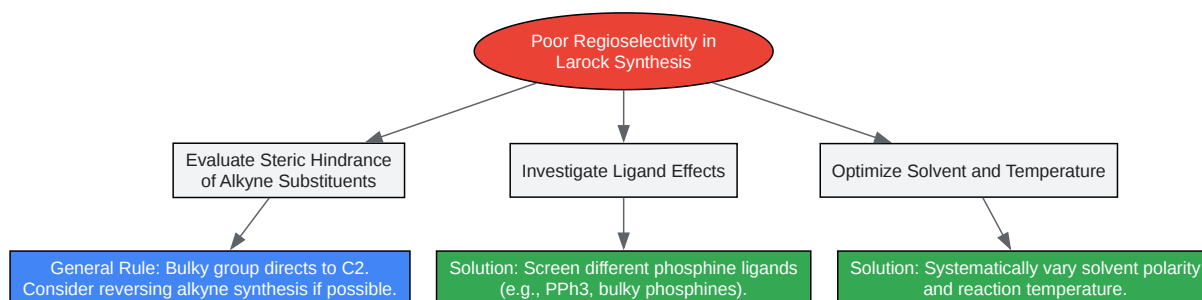 Poor Regioselectivity in
Larock Synthesis
Evaluate Steric Hindrance
of Alkyne Substituents
Investigate Ligand Effects
Optimize Solvent and Temperature
General Rule: Bulky group directs to C2.
Consider reversing alkyne synthesis if possible.
Solution: Screen different phosphine ligands
(e.g., PPh3, bulky phosphines).
Solution: Systematically vary solvent polarity
and reaction temperature.